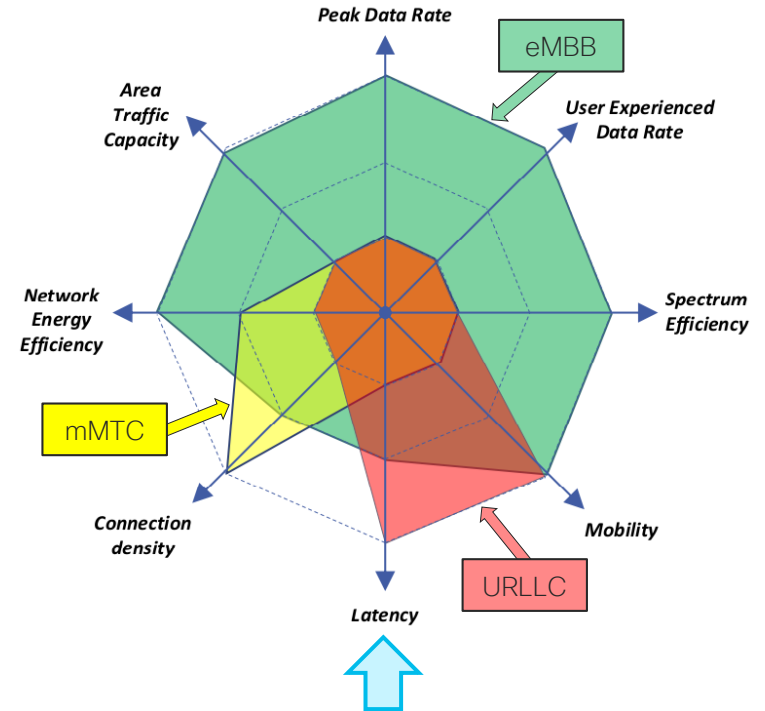 Peak Data Rate
eMBB
Area
Traffic
Capacity
User Experienced
Data Rate
Network
Energy
Efficiency
Spectrum
Efficiency
mMTC
Connection
density
Mobility
URLLC
Latency